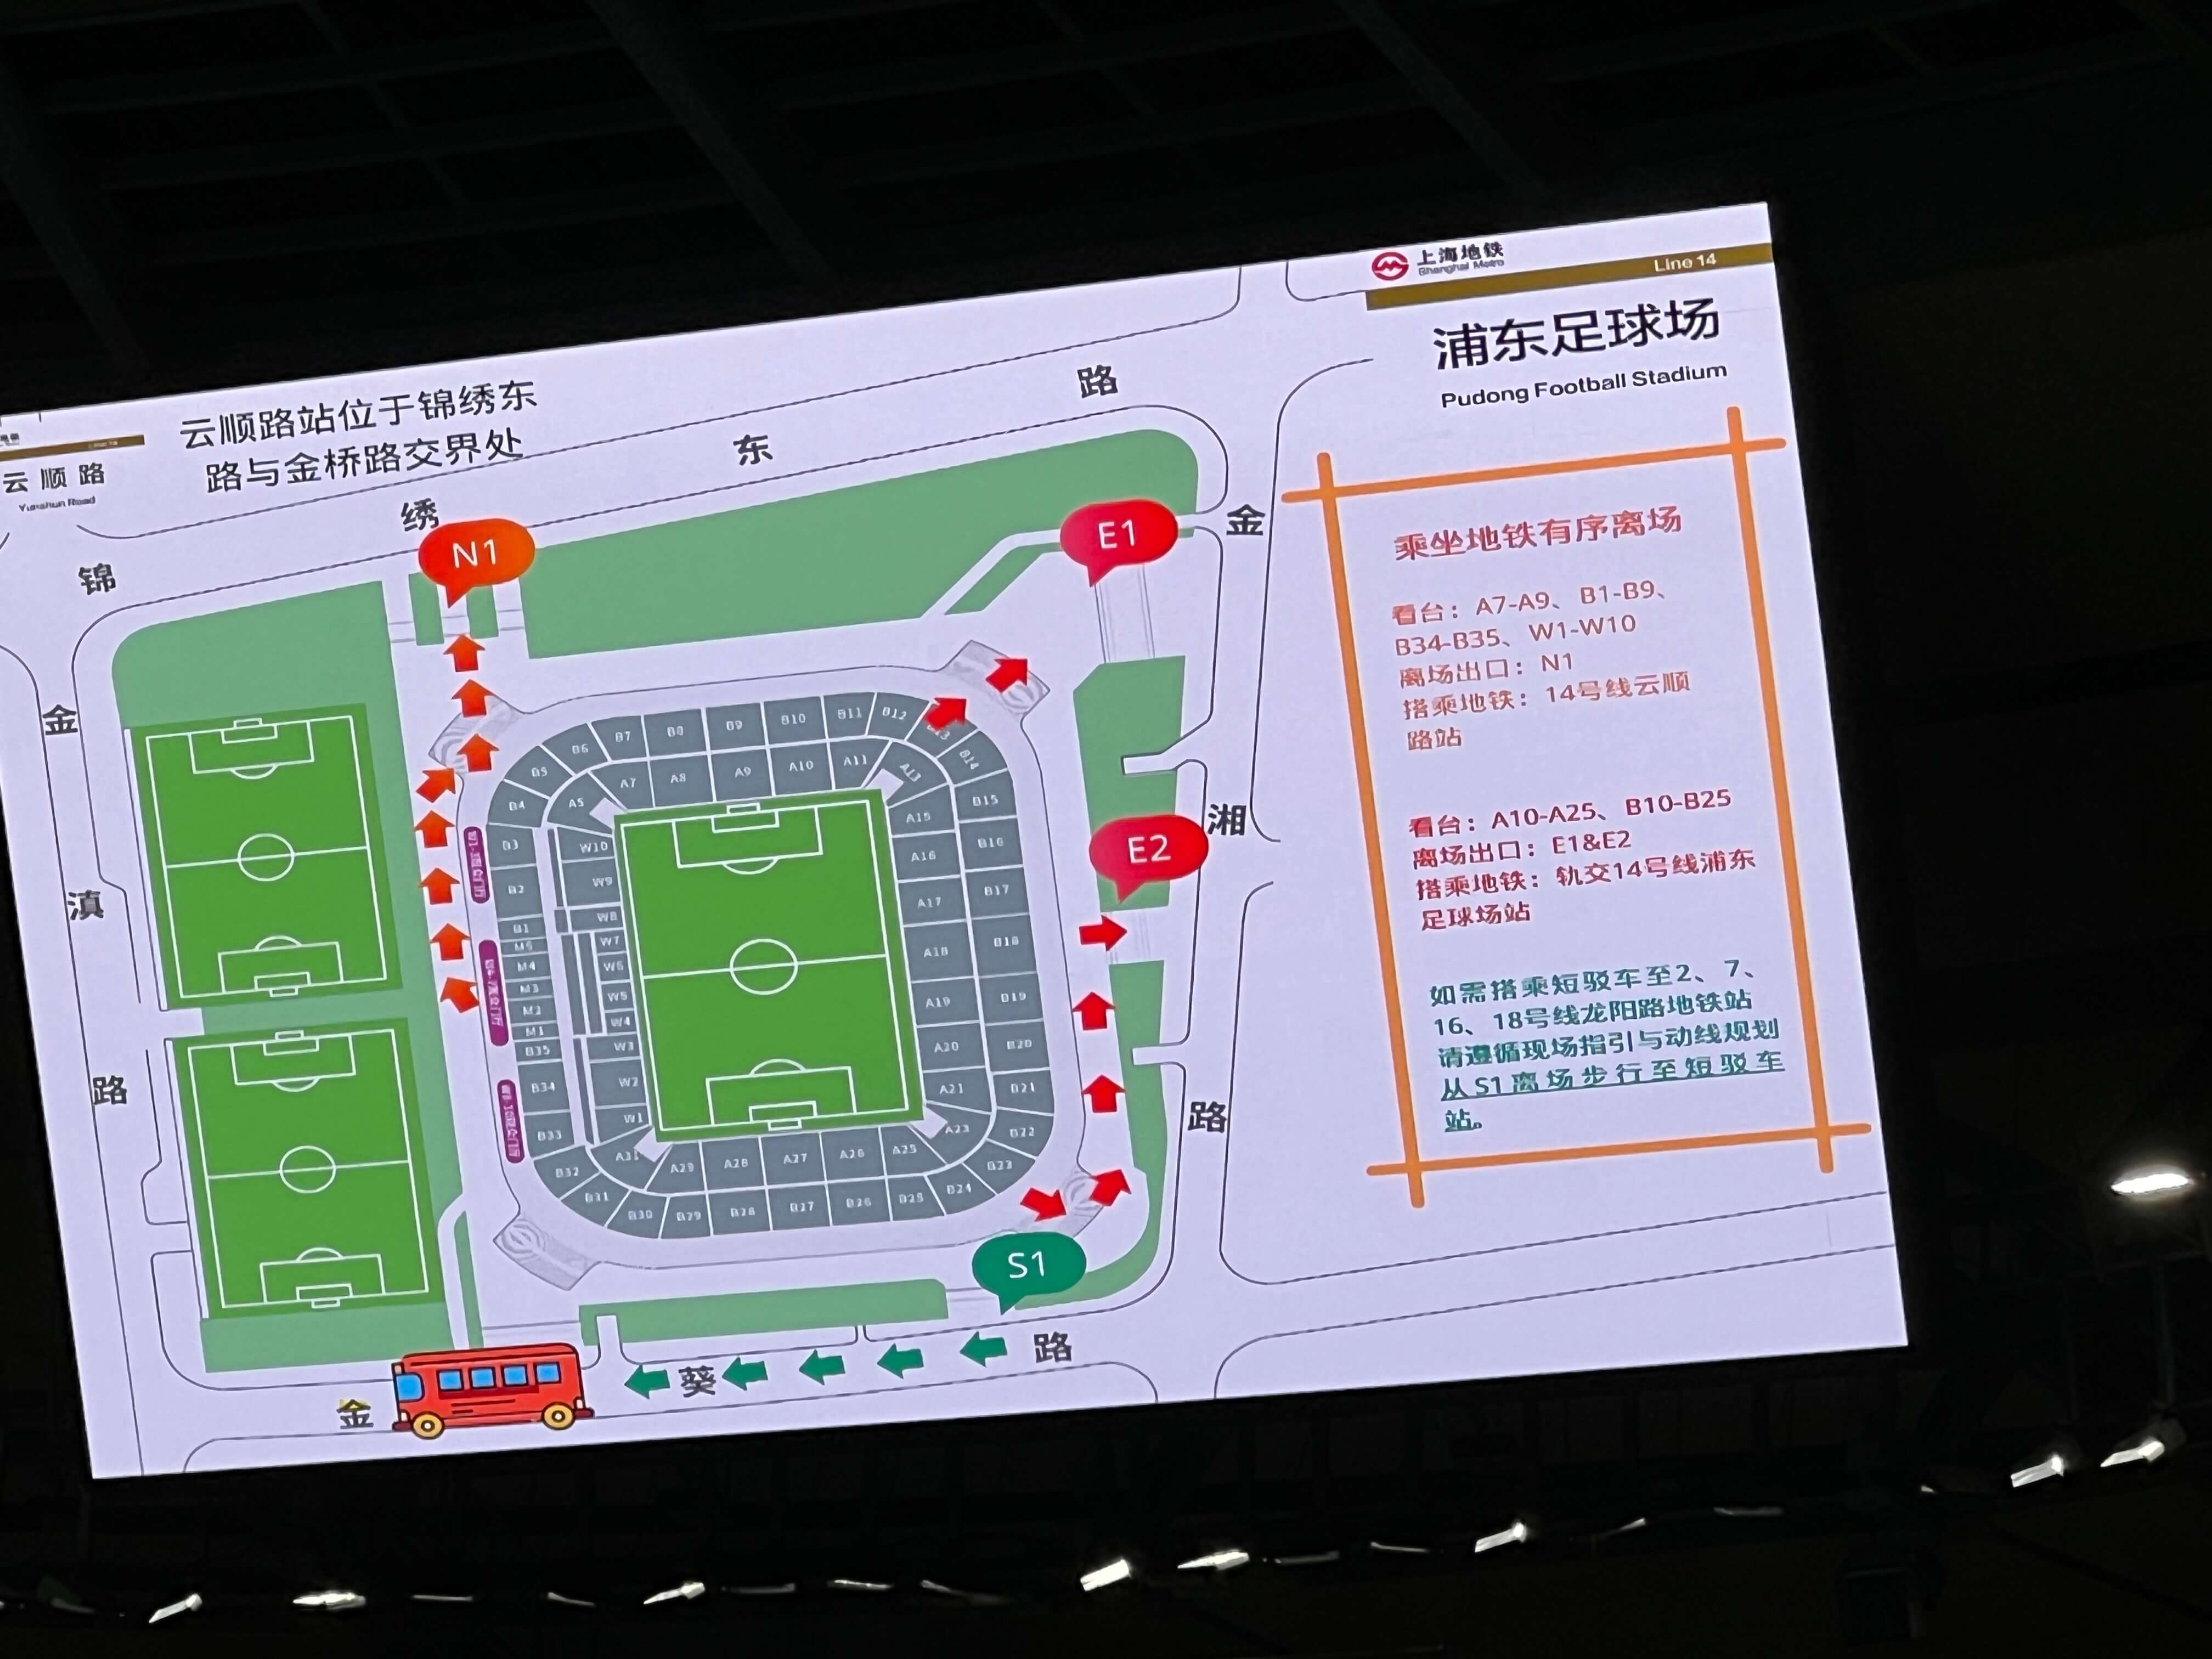 上海地铁
Shanghai Metro
Line 14
浦东足球场
Pudong Football Stadium
云顺路站位于锦绣东
路与金桥路交界处
云顺路
Yunshun Road
锦绣东路
金滇路
金湘路
金葵路
N1
E1
E2
S1
B4 B5 B6 B7 B8 B9 B10 B11 B12 B13 B14
A5 A7 A8 A9 A10 A11 A13
B3
B2
B1
M5
M4
M3
M2
M1
B35
B34
B33
W10
W9
W8
W7
W6
W5
W4
W3
W2
W1
A15
A16
A17
A18
A19
A20
A21
A23
B15
B16
B17
B18
B19
B20
B21
B22
B23
A31 A29 A28 A27 A26 A25
B32 B31 B30 B29 B28 B27 B26 B25 B24
乘坐地铁有序离场
看台：A7-A9、B1-B9、
B34-B35、W1-W10
离场出口：N1
搭乘地铁：14号线云顺
路站
看台：A10-A25、B10-B25
离场出口：E1&E2
搭乘地铁：轨交14号线浦东
足球场站
如需搭乘短驳车至2、7、
16、18号线龙阳路地铁站
请遵循现场指引与动线规划
从S1离场步行至短驳车
站。